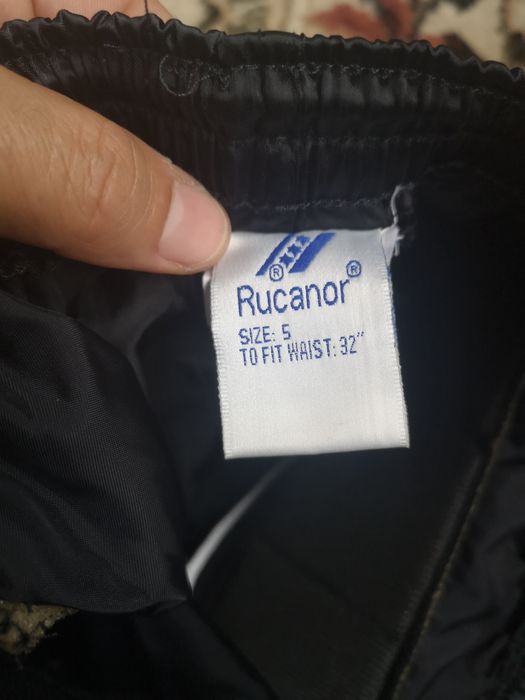 ® ®
Rucanor
SIZE: 5
TO FIT WAIST: 32"